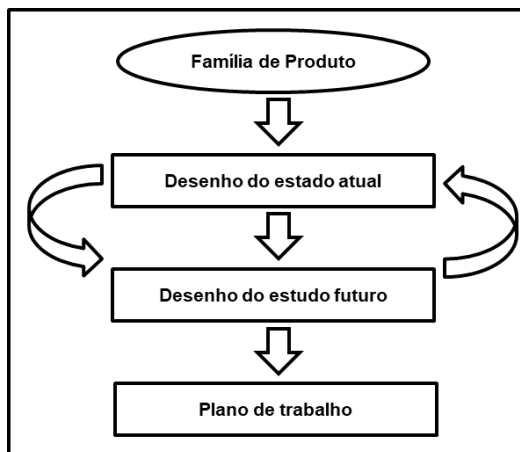 Família de Produto
Desenho do estado atual
Desenho do estudo futuro
Plano de trabalho